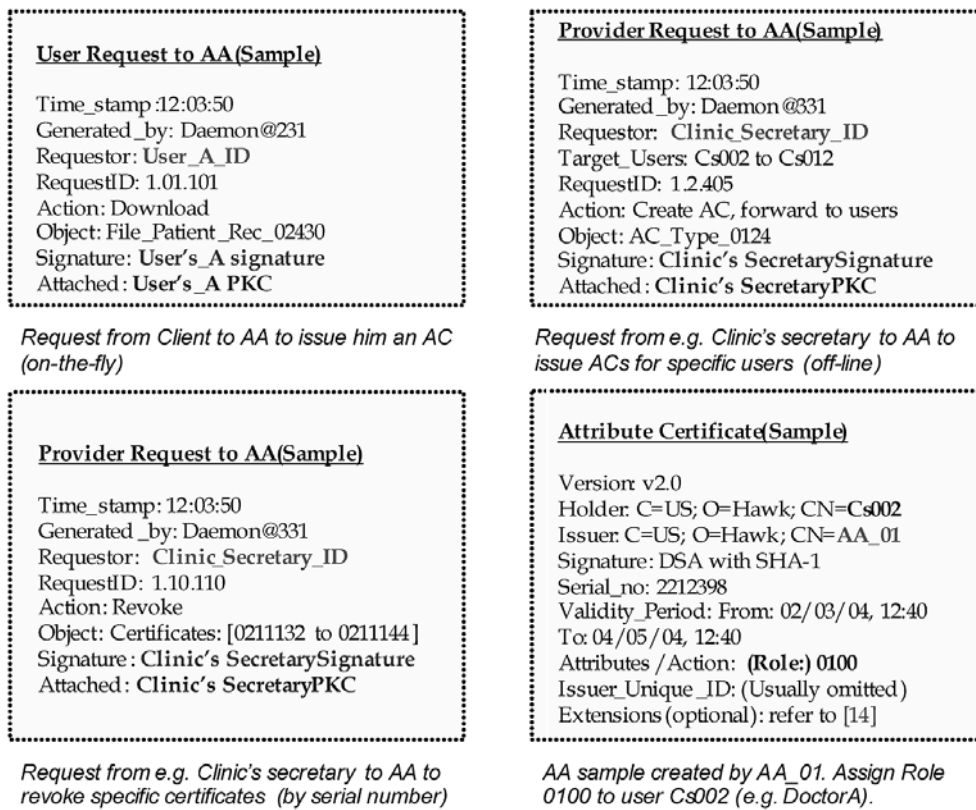 User Request to AA(Sample)
Time_stamp:12:03:50
Generated_by: Daemon@231
Requestor: User_A_ID
RequestID: 1.01.101
Action: Download
Object: File_Patient_Rec_02430
Signature: User's_A signature
Attached: User's_A PKC
Request from Client to AA to issue him an AC
(on-the-fly)
Provider Request to AA(Sample)
Time_stamp: 12:03:50
Generated_by: Daemon@331
Requestor: Clinic_Secretary_ID
Target_Users: Cs002 to Cs012
RequestID: 1.2.405
Action: Create AC, forward to users
Object: AC_Type_0124
Signature: Clinic's SecretarySignature
Attached: Clinic's SecretaryPKC
Request from e.g. Clinic's secretary to AA to
issue ACs for specific users (off-line)
Provider Request to AA(Sample)
Time_stamp: 12:03:50
Generated_by: Daemon@331
Requestor: Clinic_Secretary_ID
RequestID: 1.10.110
Action: Revoke
Object: Certificates: [0211132 to 0211144]
Signature: Clinic's SecretarySignature
Attached: Clinic's SecretaryPKC
Request from e.g. Clinic's secretary to AA to
revoke specific certificates (by serial number)
Attribute Certificate(Sample)
Version: v2.0
Holder: C=US; O=Hawk; CN=Cs002
Issuer: C=US; O=Hawk; CN=AA_01
Signature: DSA with SHA-1
Serial_no: 2212398
Validity_Period: From: 02/03/04, 12:40
To: 04/05/04, 12:40
Attributes/Action: (Role:) 0100
Issuer_Unique_ID: (Usually omitted)
Extensions(optional): refer to [14]
AA sample created by AA_01. Assign Role
0100 to user Cs002 (e.g. DoctorA).